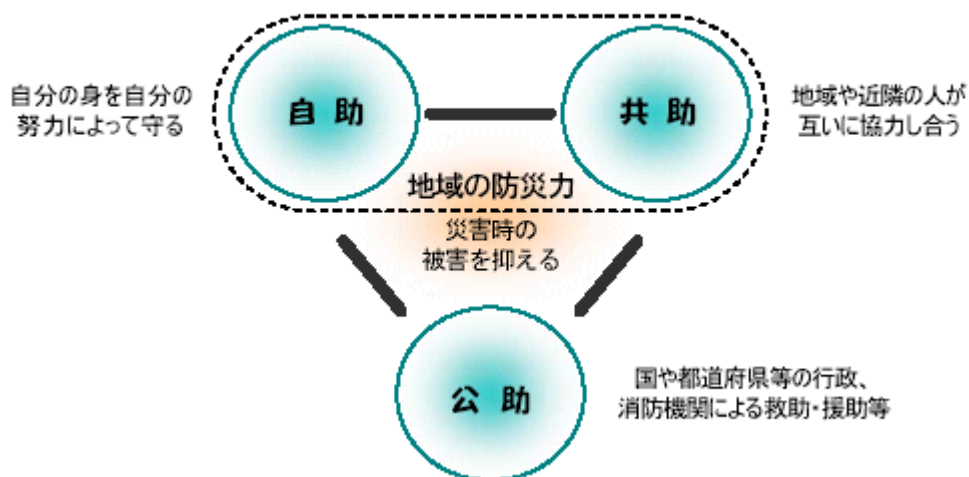 自助
共助
自分の身を自分の
努力によって守る
地域や近隣の人が
互いに協力し合う
地域の防災力
災害時の
被害を抑える
公助
国や都道府県等の行政、
消防機関による救助・援助等